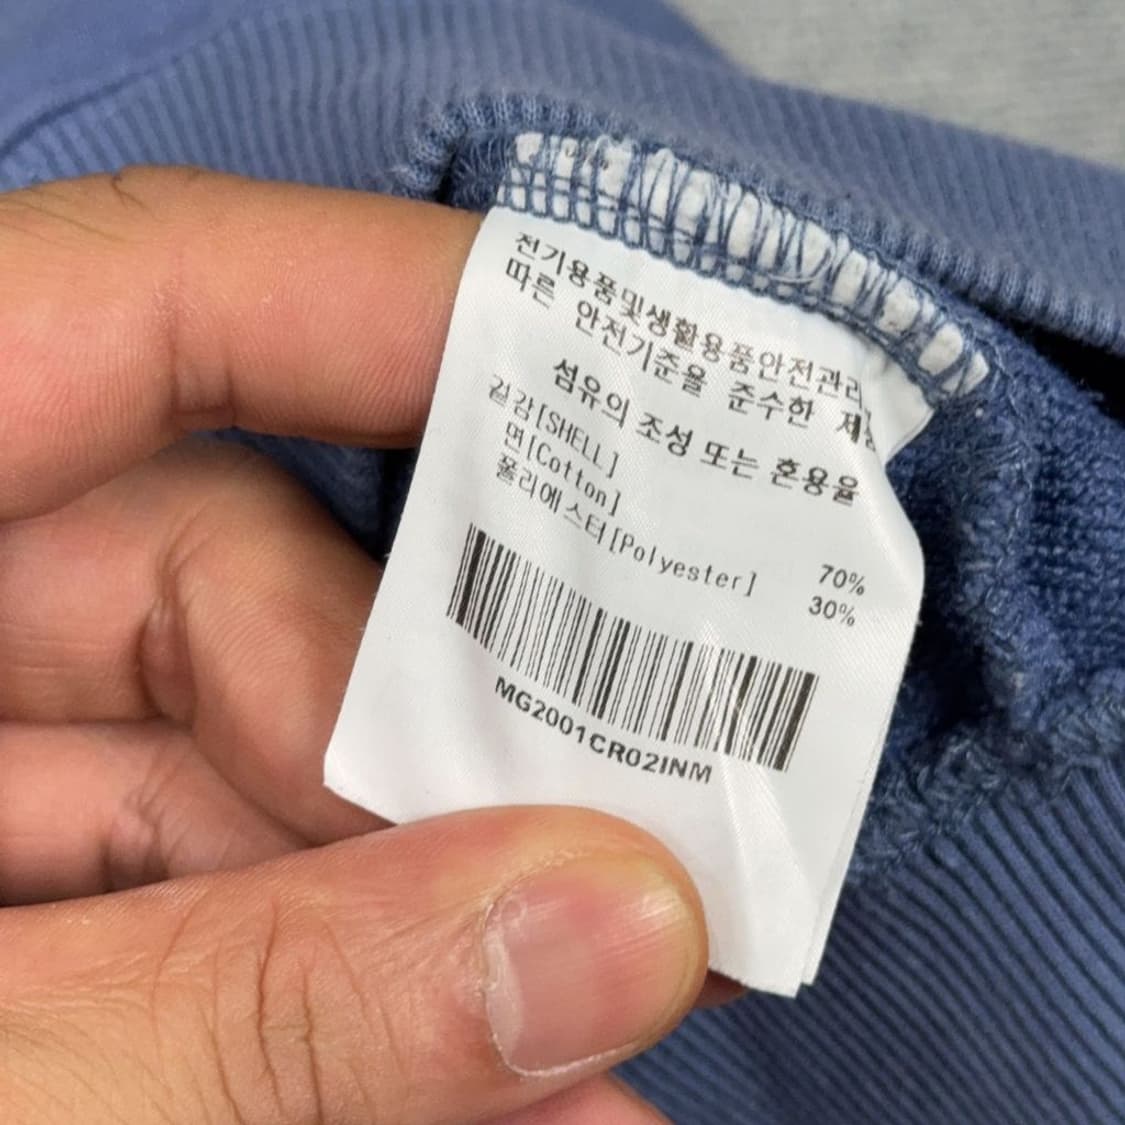 전기용품및생활용품안전관리
따른 안전기준을 준수한
섬유의 조성 또는 혼용율
겉감[SHELL]
면[Cotton] 70%
폴리에스터[Polyester] 30%
MG2001CR02INM